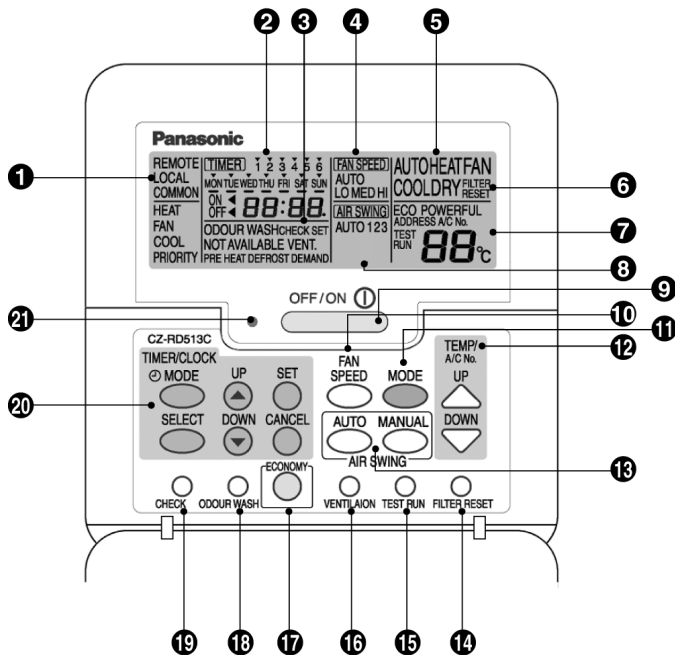 2 3 4 5
Panasonic
1
REMOTE
LOCAL
COMMON
HEAT
FAN
COOL
PRIORITY
TIMER
1 2 3 4 5 6
MON TUE WED THU FRI SAT SUN
ON
OFF 88:88.
ODOUR WASH CHECK SET
NOT AVAILABLE VENT.
PRE HEAT DEFROST DEMAND
FAN SPEED
AUTO
LO MED HI
AIR SWING
AUTO 1 2 3
AUTO HEAT FAN
COOL DRY FILTER
RESET
ECO POWERFUL
ADDRESS A/C No.
TEST
RUN 88°C
6
7
8
OFF/ON
9
21
10
11
CZ-RD513C
TIMER/CLOCK
MODE UP SET
SELECT DOWN CANCEL
20
FAN
SPEED
MODE
TEMP/
A/C No.
UP
DOWN
12
AUTO MANUAL
AIR SWING
13
CHECK
ODOUR WASH
ECONOMY
VENTILAION
TEST RUN
FILTER RESET
19 18 17 16 15 14